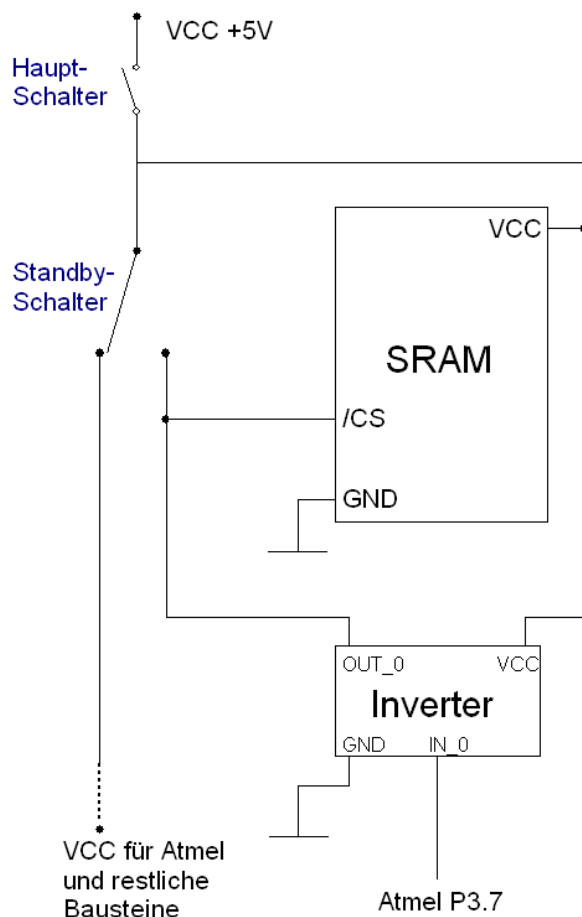 VCC +5V
Haupt-
Schalter
VCC
Standby-
Schalter
SRAM
/CS
GND
OUT_0
VCC
Inverter
GND
IN_0
VCC für Atmel
und restliche
Bausteine
Atmel P3.7